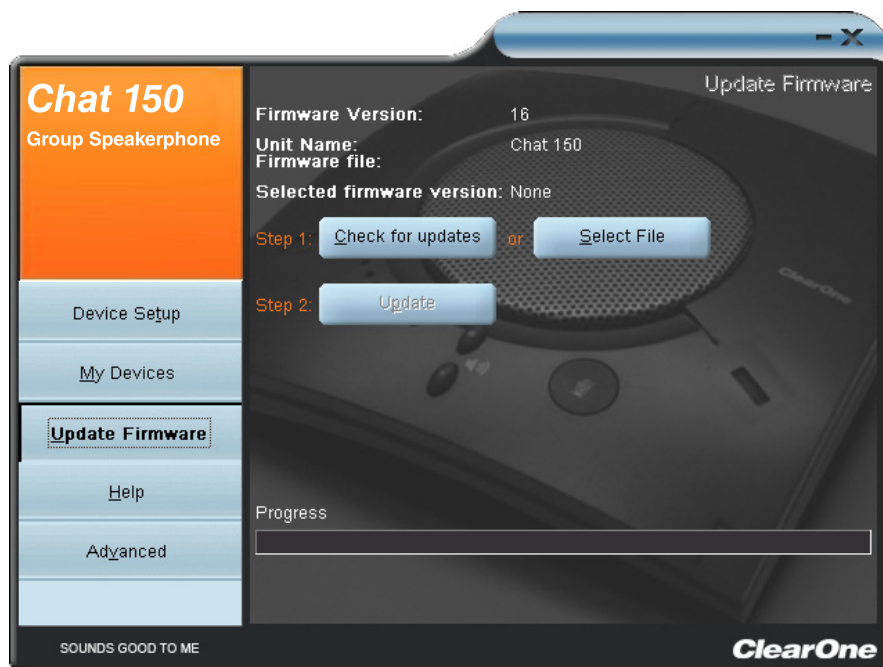 Chat 150
Group Speakerphone
Update Firmware
Firmware Version: 16
Unit Name: Chat 150
Firmware file:
Selected firmware version: None
Step 1: Check for updates or Select File
Step 2: Update
ClearOne
Device Setup
My Devices
Update Firmware
Help
Advanced
Progress
SOUNDS GOOD TO ME
ClearOne